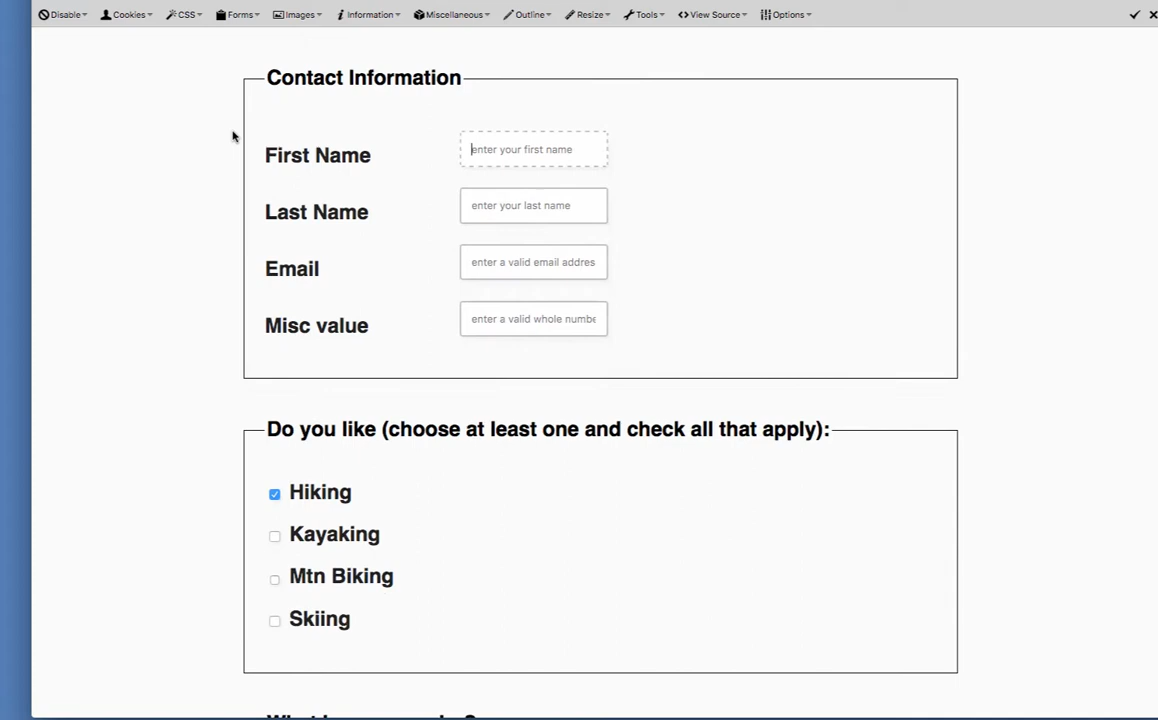 Disable Cookies CSS Forms Images Information Miscellaneous Outline Resize Tools View Source Options
Contact Information
First Name enter your first name
Last Name enter your last name
Email enter a valid email addres
Misc value enter a valid whole numbe
Do you like (choose at least one and check all that apply):
Hiking
Kayaking
Mtn Biking
Skiing